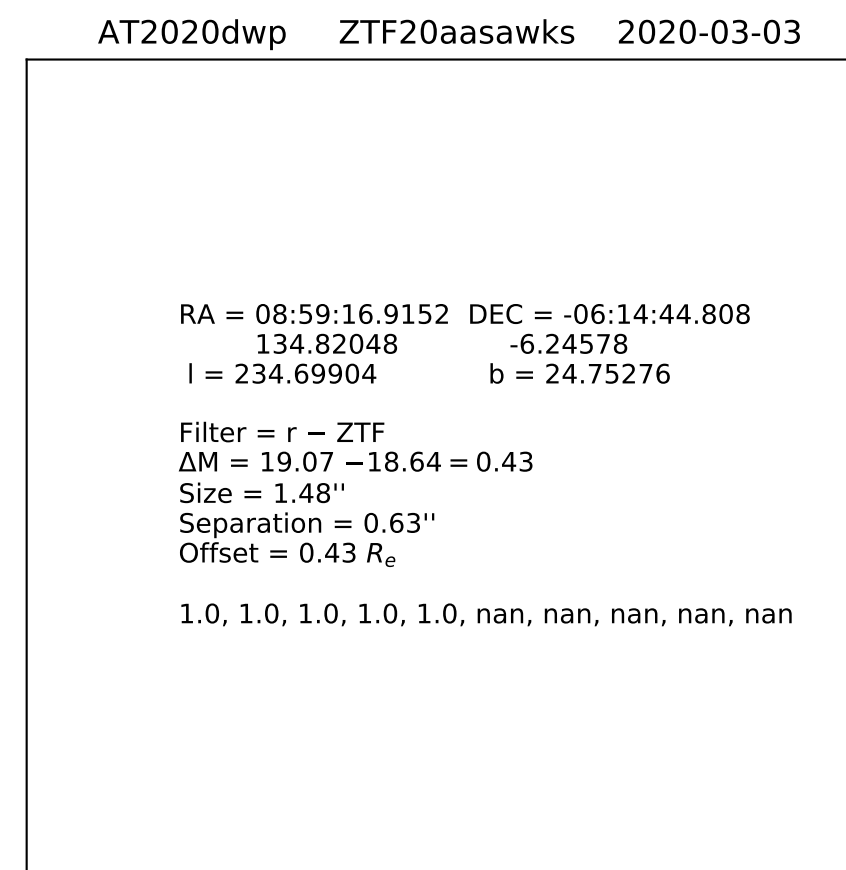 AT2020dwp ZTF20aasawks 2020-03-03
RA = 08:59:16.9152 DEC = -06:14:44.808
134.82048 -6.24578
l = 234.69904 b = 24.75276
Filter = r − ZTF
ΔM = 19.07 −18.64 = 0.43
Size = 1.48''
Separation = 0.63''
Offset = 0.43 Rₑ
1.0, 1.0, 1.0, 1.0, 1.0, nan, nan, nan, nan, nan